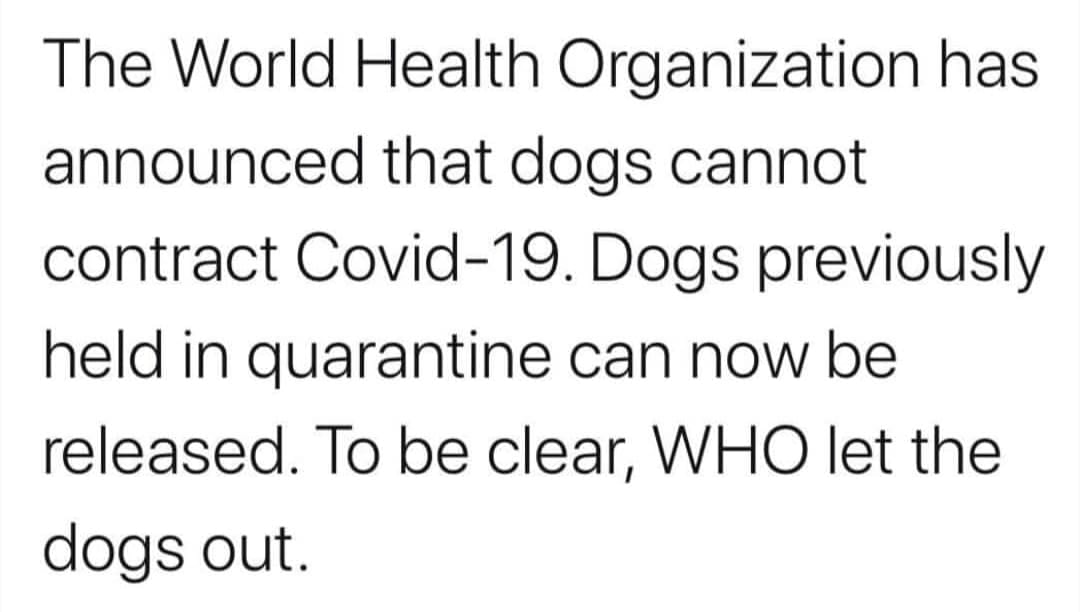 The World Health Organization has
announced that dogs cannot
contract Covid-19. Dogs previously
held in quarantine can now be
released. To be clear, WHO let the
dogs out.